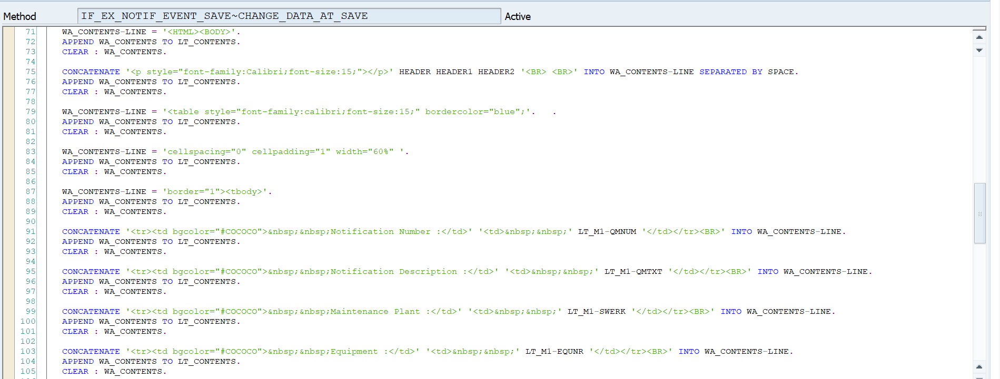 Method IF_EX_NOTIF_EVENT_SAVE~CHANGE_DATA_AT_SAVE Active
71 WA_CONTENTS-LINE = '<HTML><BODY>'.
72 APPEND WA_CONTENTS TO LT_CONTENTS.
73 CLEAR : WA_CONTENTS.
74
75 CONCATENATE '<p style="font-family:Calibri;font-size:15;"></p>' HEADER HEADER1 HEADER2 '<BR> <BR>' INTO WA_CONTENTS-LINE SEPARATED BY SPACE.
76 APPEND WA_CONTENTS TO LT_CONTENTS.
77 CLEAR : WA_CONTENTS.
78
79 WA_CONTENTS-LINE = '<table style="font-family:calibri;font-size:15;" bordercolor="blue";'. .
80 APPEND WA_CONTENTS TO LT_CONTENTS.
81 CLEAR : WA_CONTENTS.
82
83 WA_CONTENTS-LINE = 'cellspacing="0" cellpadding="1" width="60%" '.
84 APPEND WA_CONTENTS TO LT_CONTENTS.
85 CLEAR : WA_CONTENTS.
86
87 WA_CONTENTS-LINE = 'border="1"><tbody>'.
88 APPEND WA_CONTENTS TO LT_CONTENTS.
89 CLEAR : WA_CONTENTS.
90
91 CONCATENATE '<tr><td bgcolor="#COCOCO">&nbsp;&nbsp;Notification Number :</td>' '<td>&nbsp;&nbsp;' LT_M1-QMNUM '</td></tr><BR>' INTO WA_CONTENTS-LINE.
92 APPEND WA_CONTENTS TO LT_CONTENTS.
93 CLEAR : WA_CONTENTS.
94
95 CONCATENATE '<tr><td bgcolor="#COCOCO">&nbsp;&nbsp;Notification Description :</td>' '<td>&nbsp;&nbsp;' LT_M1-QMTXT '</td></tr><BR>' INTO WA_CONTENTS-LINE.
96 APPEND WA_CONTENTS TO LT_CONTENTS.
97 CLEAR : WA_CONTENTS.
98
99 CONCATENATE '<tr><td bgcolor="#COCOCO">&nbsp;&nbsp;Maintenance Plant :</td>' '<td>&nbsp;&nbsp;' LT_M1-SWERK '</td></tr><BR>' INTO WA_CONTENTS-LINE.
100 APPEND WA_CONTENTS TO LT_CONTENTS.
101 CLEAR : WA_CONTENTS.
102
103 CONCATENATE '<tr><td bgcolor="#COCOCO">&nbsp;&nbsp;Equipment :</td>' '<td>&nbsp;&nbsp;' LT_M1-EQUNR '</td></tr><BR>' INTO WA_CONTENTS-LINE.
104 APPEND WA_CONTENTS TO LT_CONTENTS.
105 CLEAR : WA_CONTENTS.